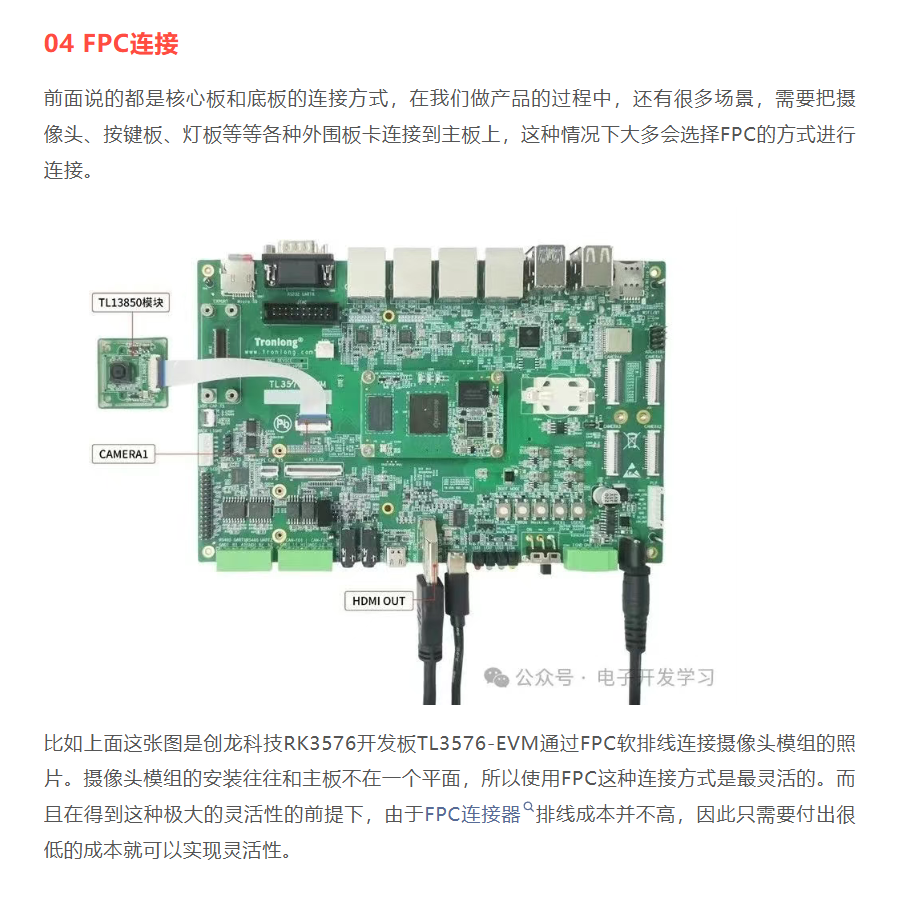 04 FPC连接
前面说的都是核心板和底板的连接方式，在我们做产品的过程中，还有很多场景，需要把摄
像头、按键板、灯板等等各种外围板卡连接到主板上，这种情况下大多会选择FPC的方式进行
连接。
TL13850模块
Tronlong®
www.tronlong.com
Pb
CAMERA1
HDMI OUT
公众号 · 电子开发学习
比如上面这张图是创龙科技RK3576开发板TL3576-EVM通过FPC软排线连接摄像头模组的照
片。摄像头模组的安装往往和主板不在一个平面，所以使用FPC这种连接方式是最灵活的。而
且在得到这种极大的灵活性的前提下，由于FPC连接器排线成本并不高，因此只需要付出很
低的成本就可以实现灵活性。